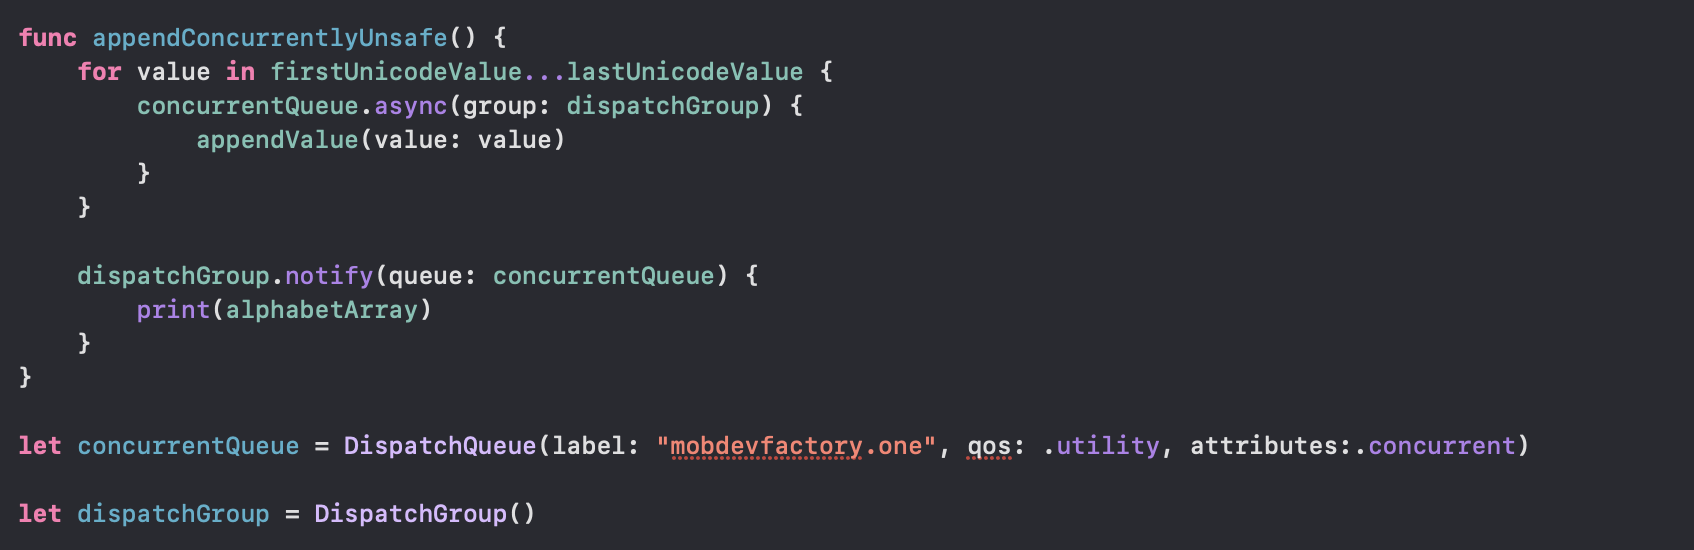 func appendConcurrentlyUnsafe() {
    for value in firstUnicodeValue...lastUnicodeValue {
        concurrentQueue.async(group: dispatchGroup) {
            appendValue(value: value)
        }
    }

    dispatchGroup.notify(queue: concurrentQueue) {
        print(alphabetArray)
    }
}

let concurrentQueue = DispatchQueue(label: "mobdevfactory.one", qos: .utility, attributes:.concurrent)

let dispatchGroup = DispatchGroup()